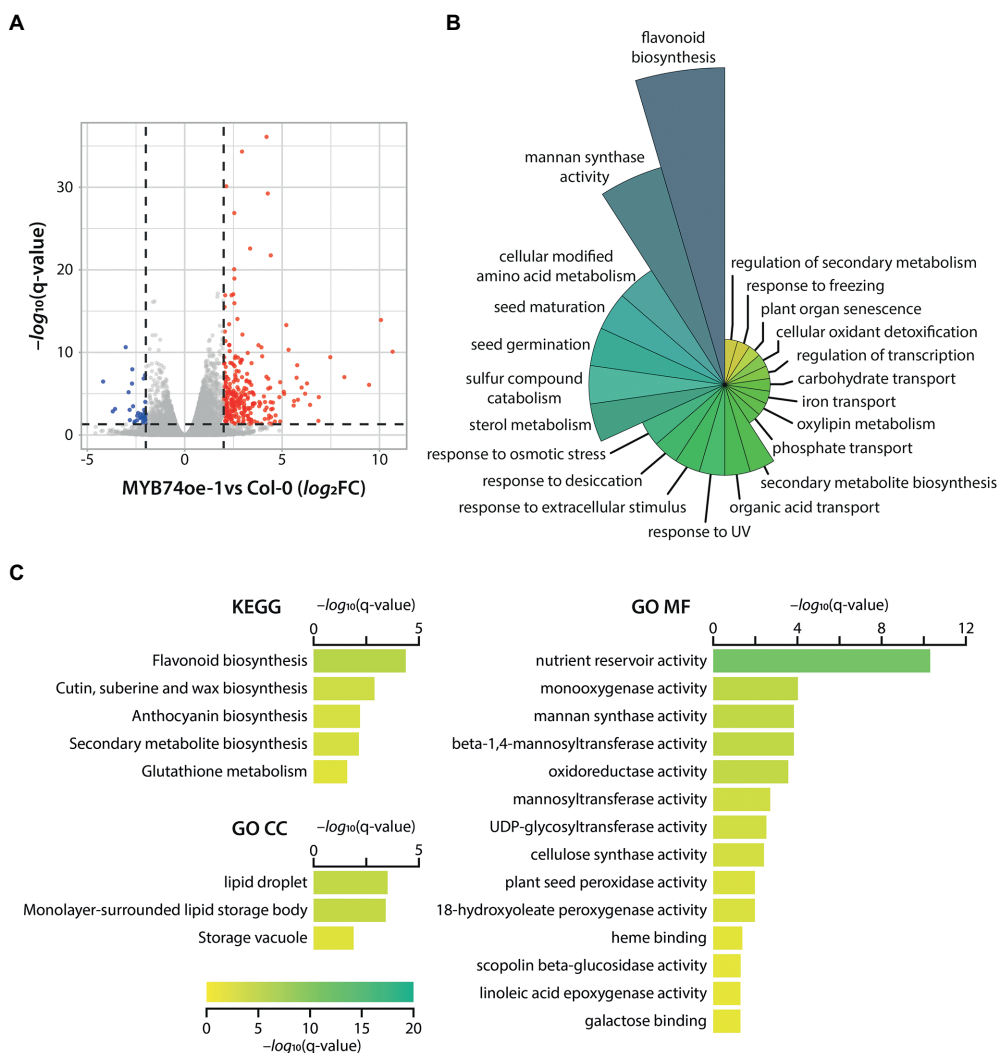 A
–log₁₀(q-value)
30
20
10
0
-5
0
5
10
MYB74oe-1vs Col-0 (log₂FC)
B
flavonoid
biosynthesis
mannan synthase
activity
cellular modified
amino acid metabolism
seed maturation
seed germination
sulfur compound
catabolism
sterol metabolism
response to osmotic stress
response to desiccation
response to extracellular stimulus
response to UV
organic acid transport
secondary metabolite biosynthesis
phosphate transport
oxylipin metabolism
iron transport
carbohydrate transport
regulation of transcription
cellular oxidant detoxification
plant organ senescence
response to freezing
regulation of secondary metabolism
C
KEGG
–log₁₀(q-value)
0
5
Flavonoid biosynthesis
Cutin, suberine and wax biosynthesis
Anthocyanin biosynthesis
Secondary metabolite biosynthesis
Glutathione metabolism
GO CC
–log₁₀(q-value)
0
5
lipid droplet
Monolayer-surrounded lipid storage body
Storage vacuole
0
5
10
15
20
–log₁₀(q-value)
GO MF
–log₁₀(q-value)
0
4
8
12
nutrient reservoir activity
monooxygenase activity
mannan synthase activity
beta-1,4-mannosyltransferase activity
oxidoreductase activity
mannosyltransferase activity
UDP-glycosyltransferase activity
cellulose synthase activity
plant seed peroxidase activity
18-hydroxyoleate peroxygenase activity
heme binding
scopolin beta-glucosidase activity
linoleic acid epoxygenase activity
galactose binding